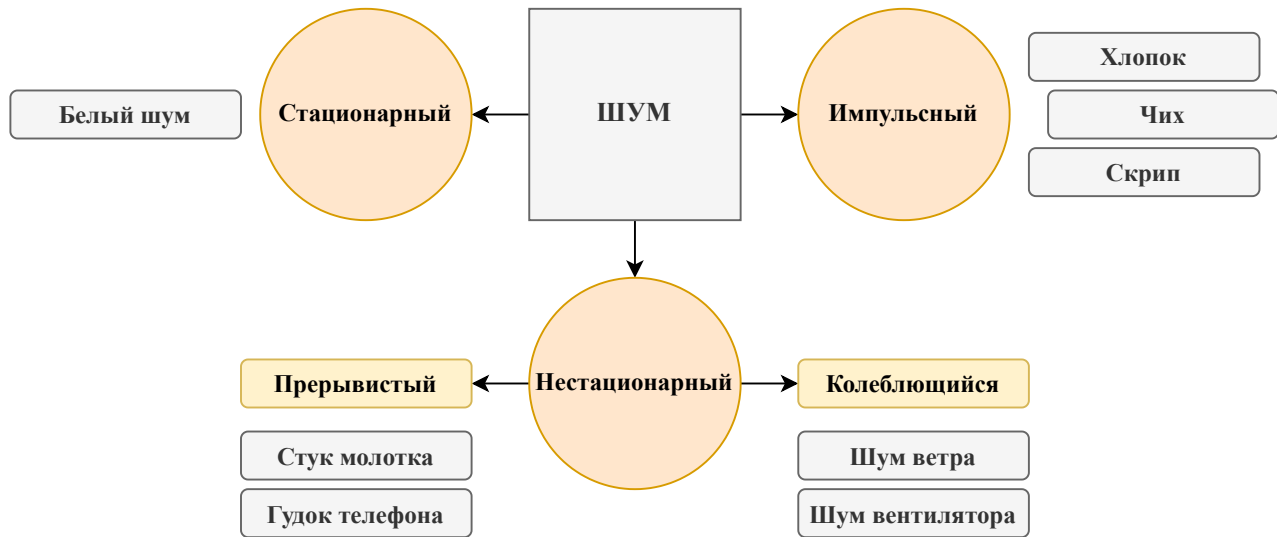 Хлопок
Белый шум
Стационарный
ШУМ
Импульсный
Чих
Скрип
Прерывистый
Нестационарный
Колеблющийся
Стук молотка
Шум ветра
Гудок телефона
Шум вентилятора